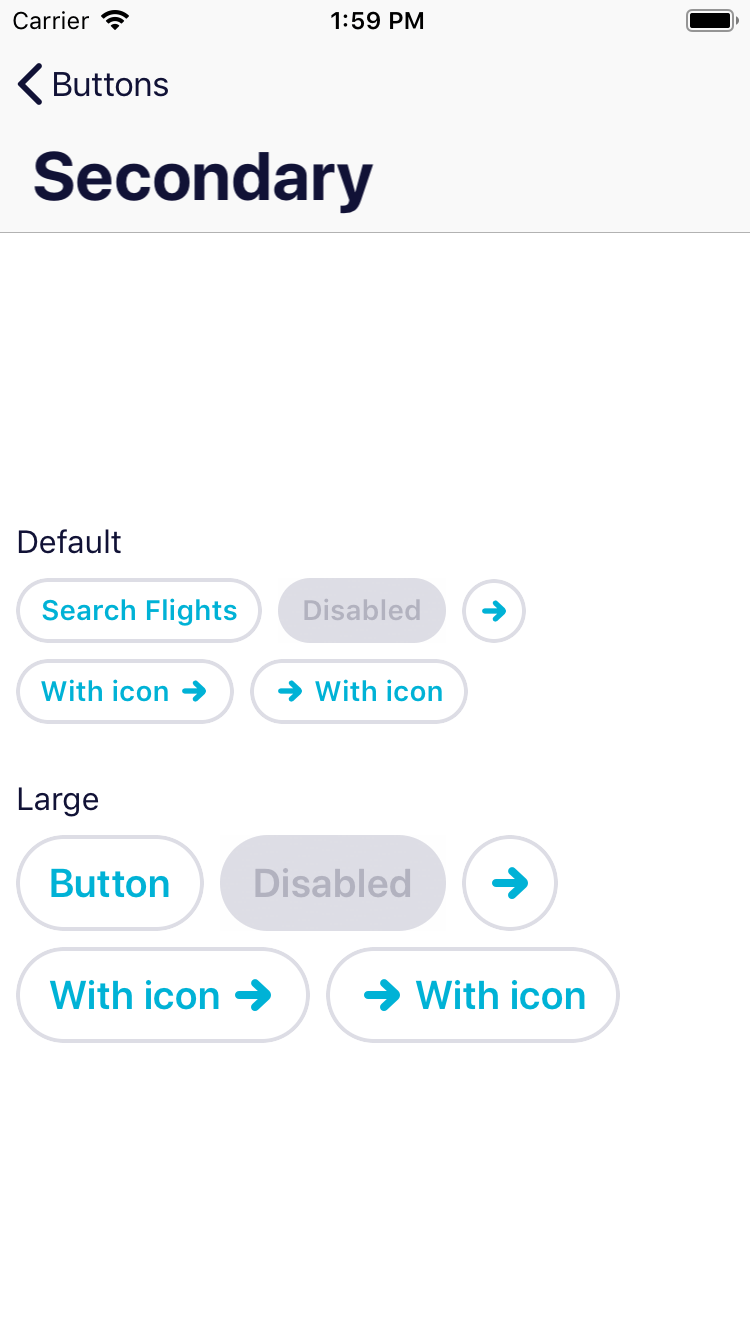 Carrier 1:59 PM
Buttons
Secondary
Default
Search Flights Disabled
With icon With icon
Large
Button Disabled
With icon With icon